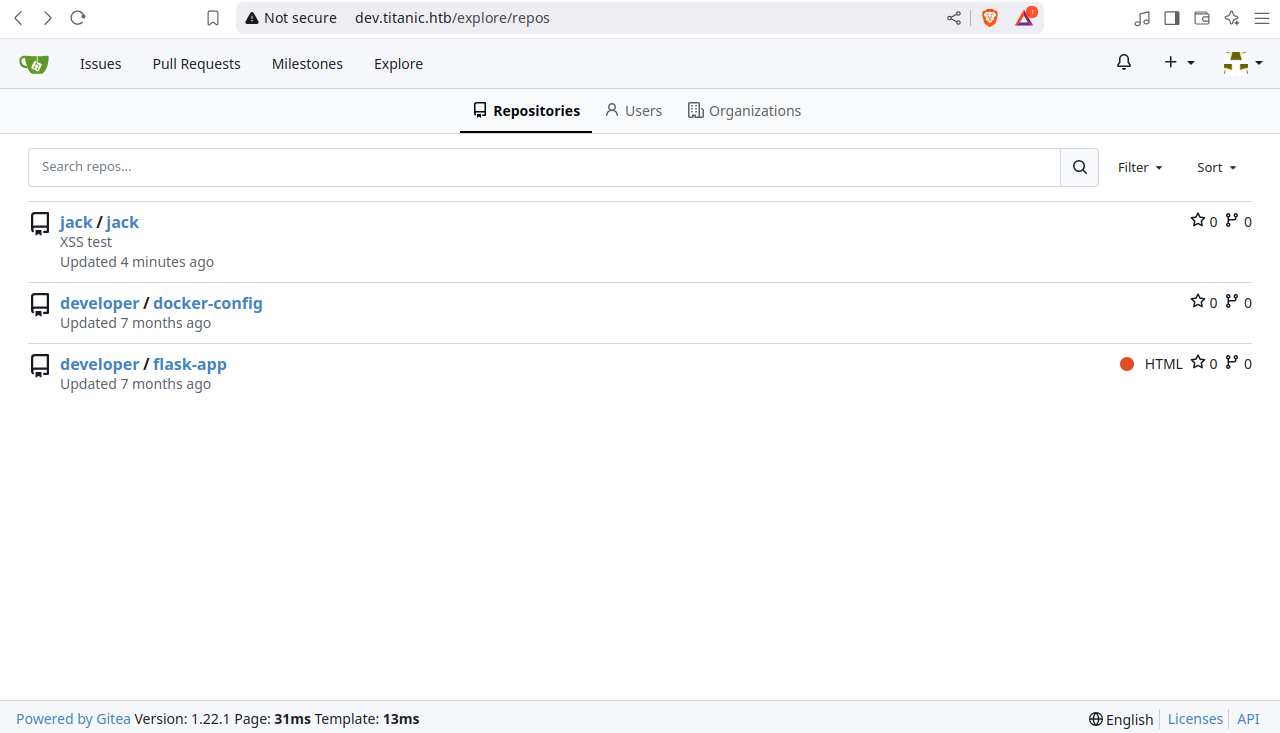 Not secure dev.titanic.htb/explore/repos
Issues Pull Requests Milestones Explore
Repositories Users Organizations
Search repos... Filter Sort
jack / jack 0 0
XSS test
Updated 4 minutes ago
developer / docker-config 0 0
Updated 7 months ago
developer / flask-app HTML 0 0
Updated 7 months ago
Powered by Gitea Version: 1.22.1 Page: 31ms Template: 13ms English Licenses API